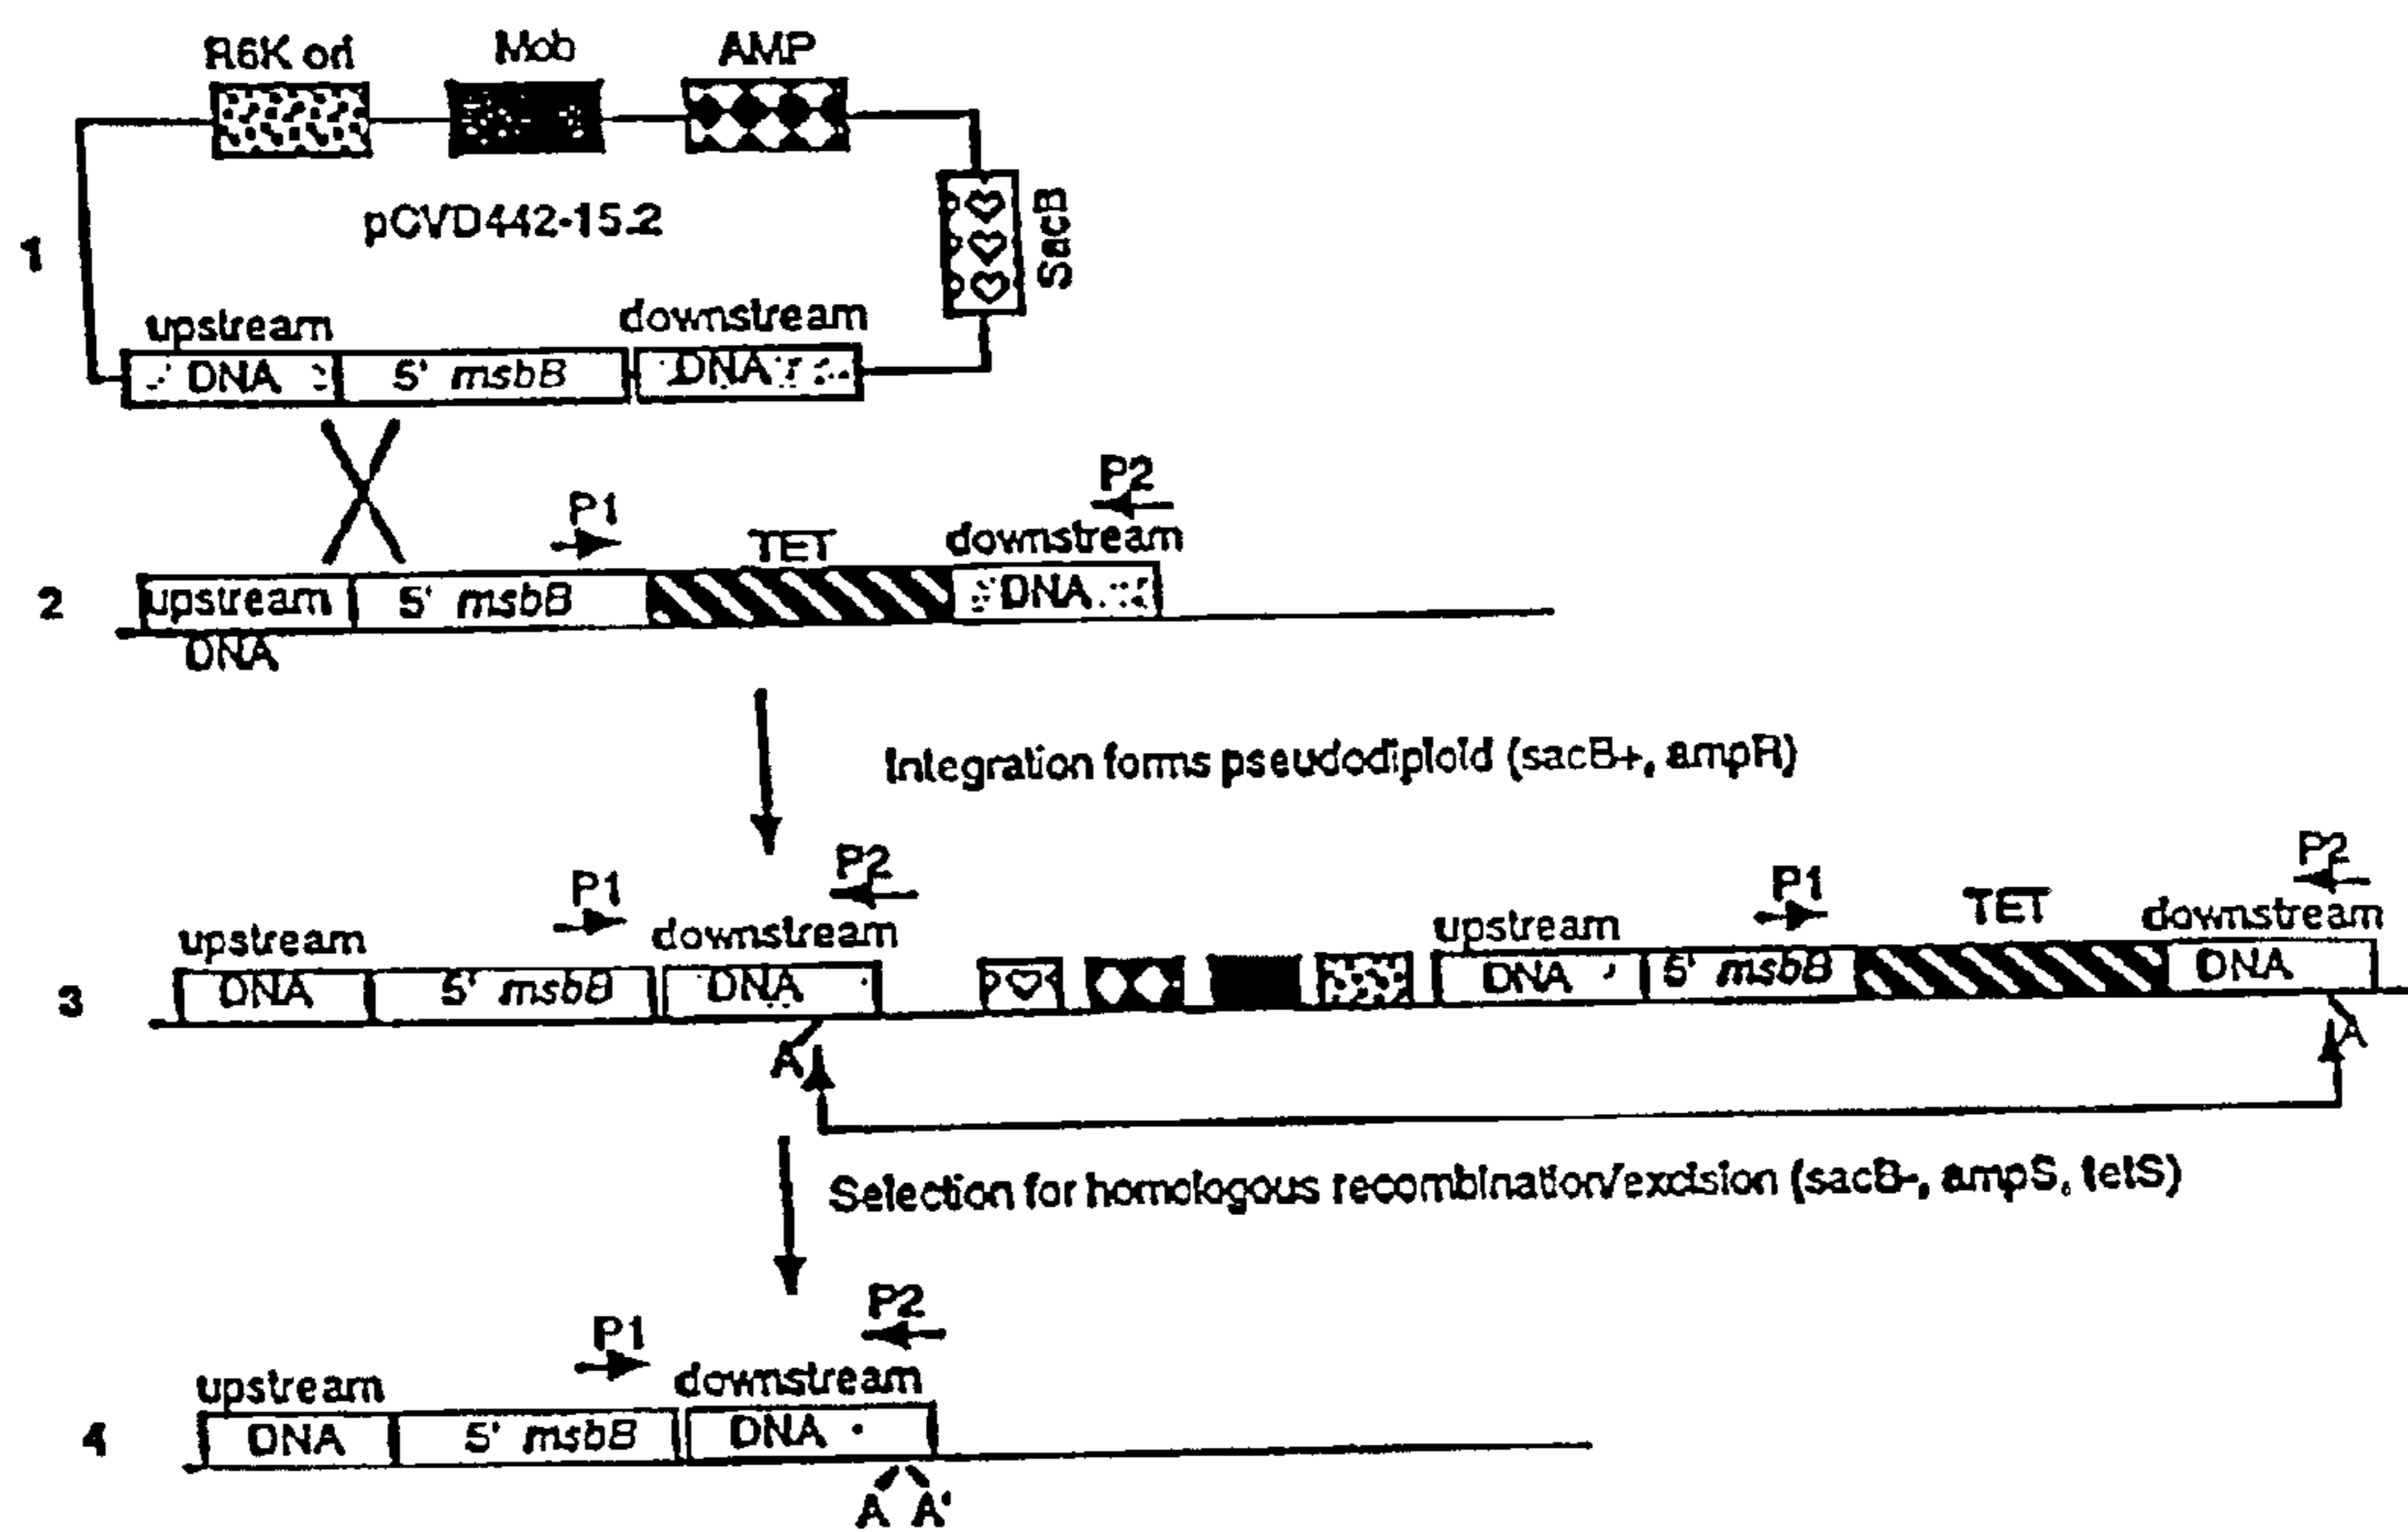 R6K ori
Mob
AMP
pCVD442-15.2
SacB
1
upstream
downstream
DNA
5' msbB
DNA
P1
P2
TET
downstream
2
upstream
5' msbB
DNA
DNA
Integration forms pseudodiploid (sacB+, ampR)
P1
P2
P1
P2
upstream
downstream
upstream
TET
downstream
3
DNA
5' msbB
DNA
DNA
5' msbB
DNA
A
A
Selection for homologous recombination/excision (sacB-, ampS, tetS)
P1
P2
upstream
downstream
4
DNA
5' msbB
DNA
A A'